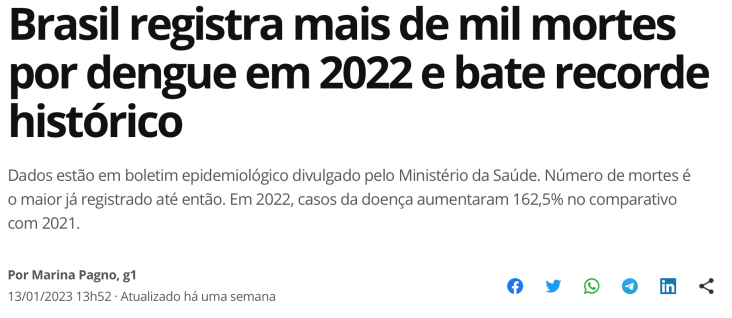 Brasil registra mais de mil mortes
por dengue em 2022 e bate recorde
histórico
Dados estão em boletim epidemiológico divulgado pelo Ministério da Saúde. Número de mortes é
o maior já registrado até então. Em 2022, casos da doença aumentaram 162,5% no comparativo
com 2021.
Por Marina Pagno, g1
13/01/2023 13h52 · Atualizado há uma semana